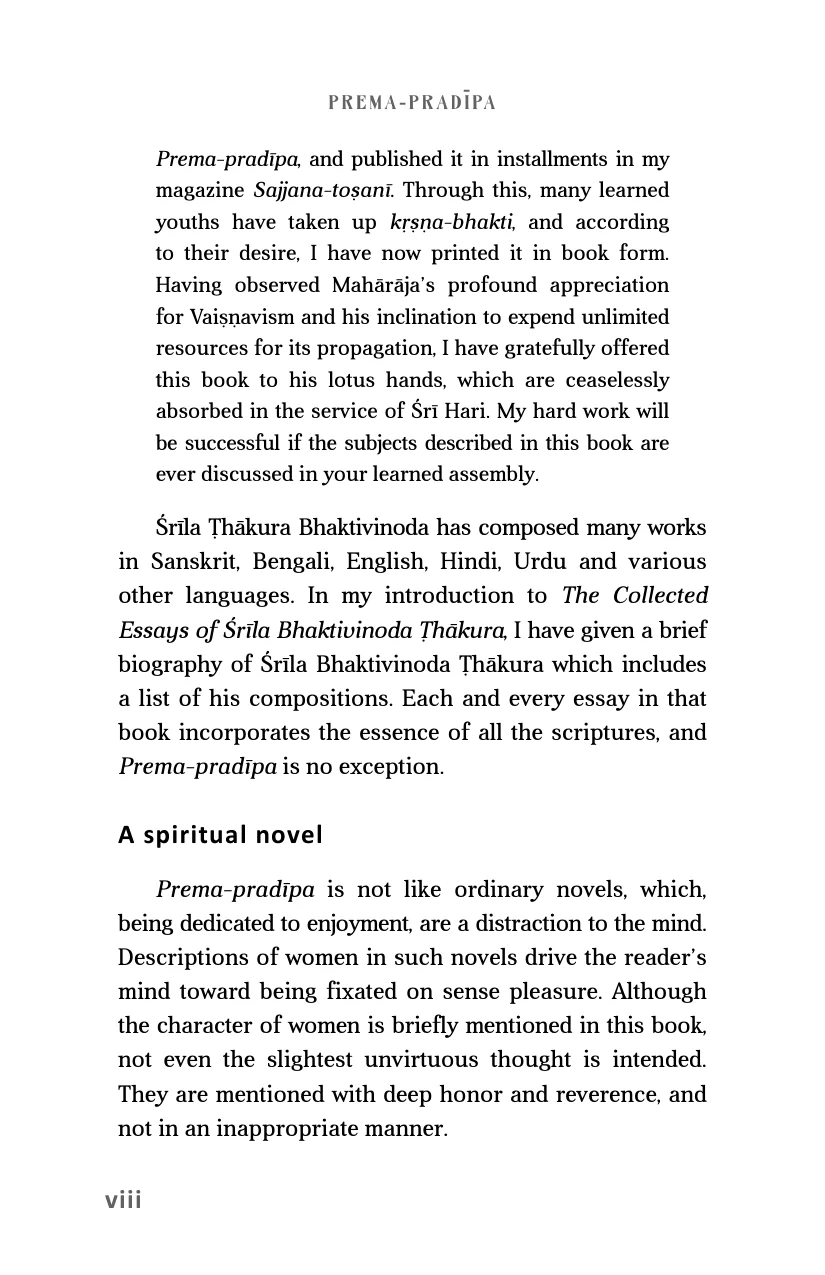 PREMA-PRADĪPA
Prema-pradīpa, and published it in installments in my
magazine Sajjana-toṣanī. Through this, many learned
youths have taken up kṛṣṇa-bhakti, and according
to their desire, I have now printed it in book form.
Having observed Mahārāja’s profound appreciation
for Vaiṣṇavism and his inclination to expend unlimited
resources for its propagation, I have gratefully offered
this book to his lotus hands, which are ceaselessly
absorbed in the service of Śrī Hari. My hard work will
be successful if the subjects described in this book are
ever discussed in your learned assembly.
Śrīla Ṭhākura Bhaktivinoda has composed many works
in Sanskrit, Bengali, English, Hindi, Urdu and various
other languages. In my introduction to The Collected
Essays of Śrīla Bhaktivinoda Ṭhākura, I have given a brief
biography of Śrīla Bhaktivinoda Ṭhākura which includes
a list of his compositions. Each and every essay in that
book incorporates the essence of all the scriptures, and
Prema-pradīpa is no exception.
A spiritual novel
Prema-pradīpa is not like ordinary novels, which,
being dedicated to enjoyment, are a distraction to the mind.
Descriptions of women in such novels drive the reader’s
mind toward being fixated on sense pleasure. Although
the character of women is briefly mentioned in this book,
not even the slightest unvirtuous thought is intended.
They are mentioned with deep honor and reverence, and
not in an inappropriate manner.
viii